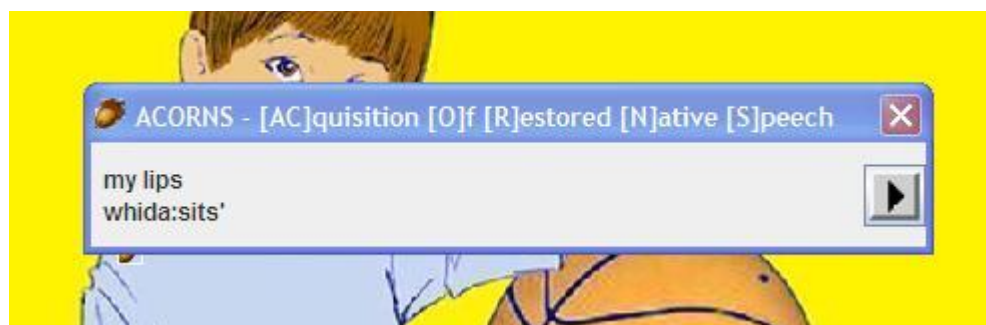 ACORNS - [AC]quisition [O]f [R]estored [N]ative [S]peech
my lips
whida:sits'